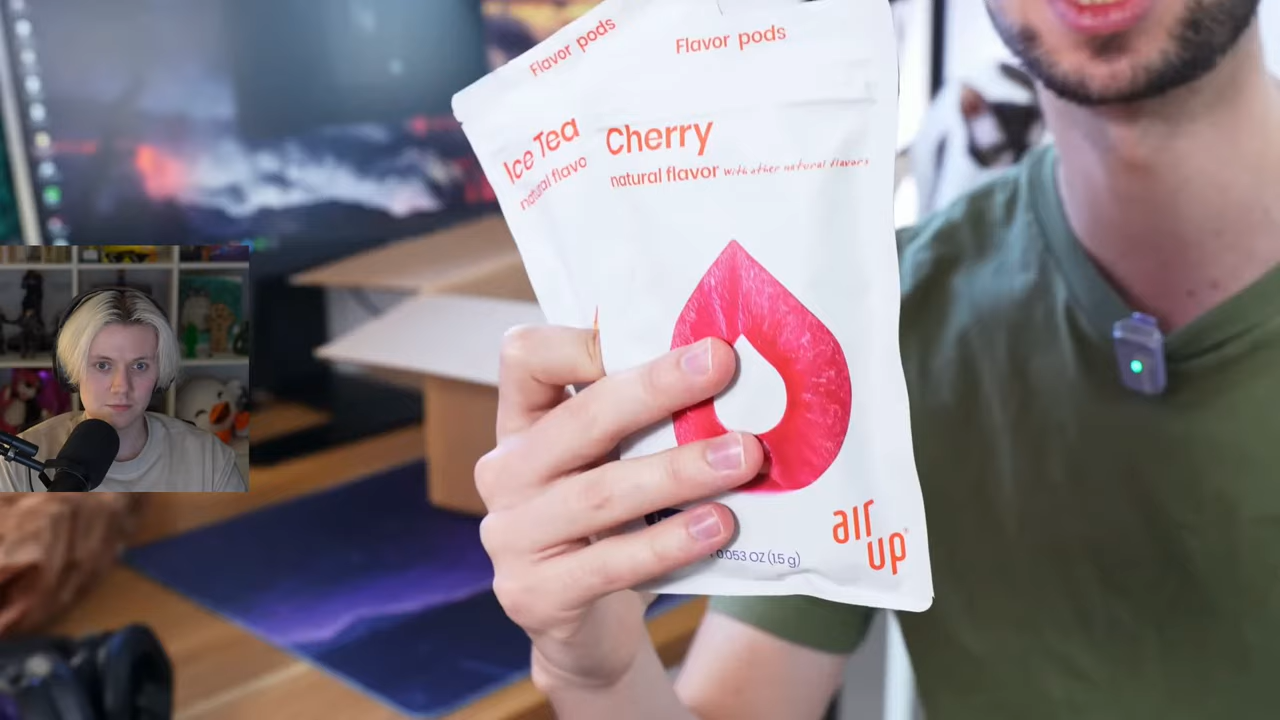 Flavor pods
Ice Tea
natural flavo
Flavor pods
Cherry
natural flavor with other natural flavors
0.053 OZ (1.5 g)
air up